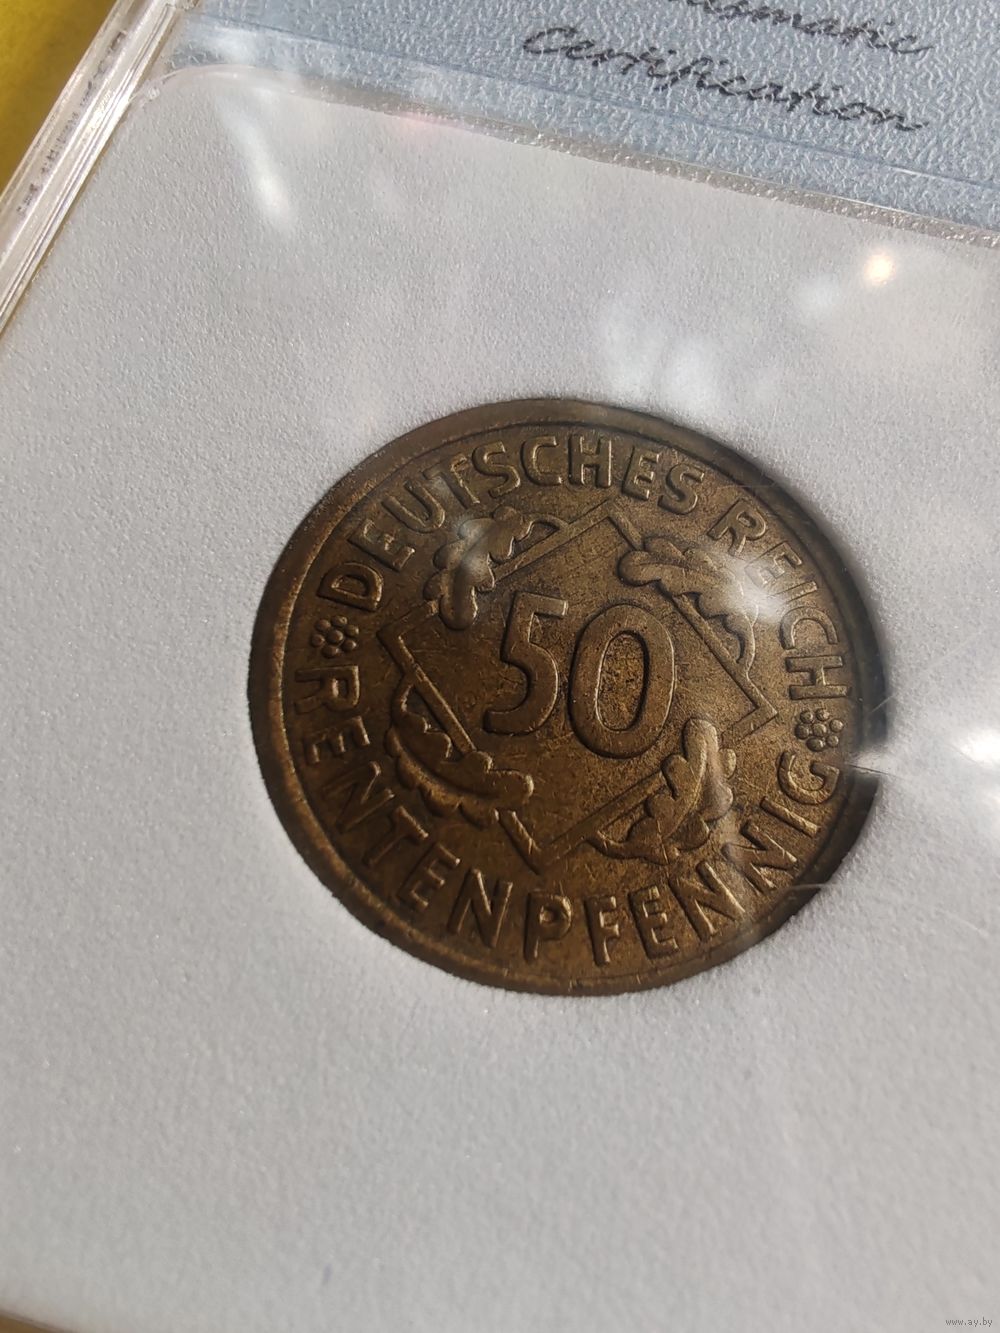 Certification
DEUTSCHES REICH
50
RENTENPFENNIG
www.ay.by